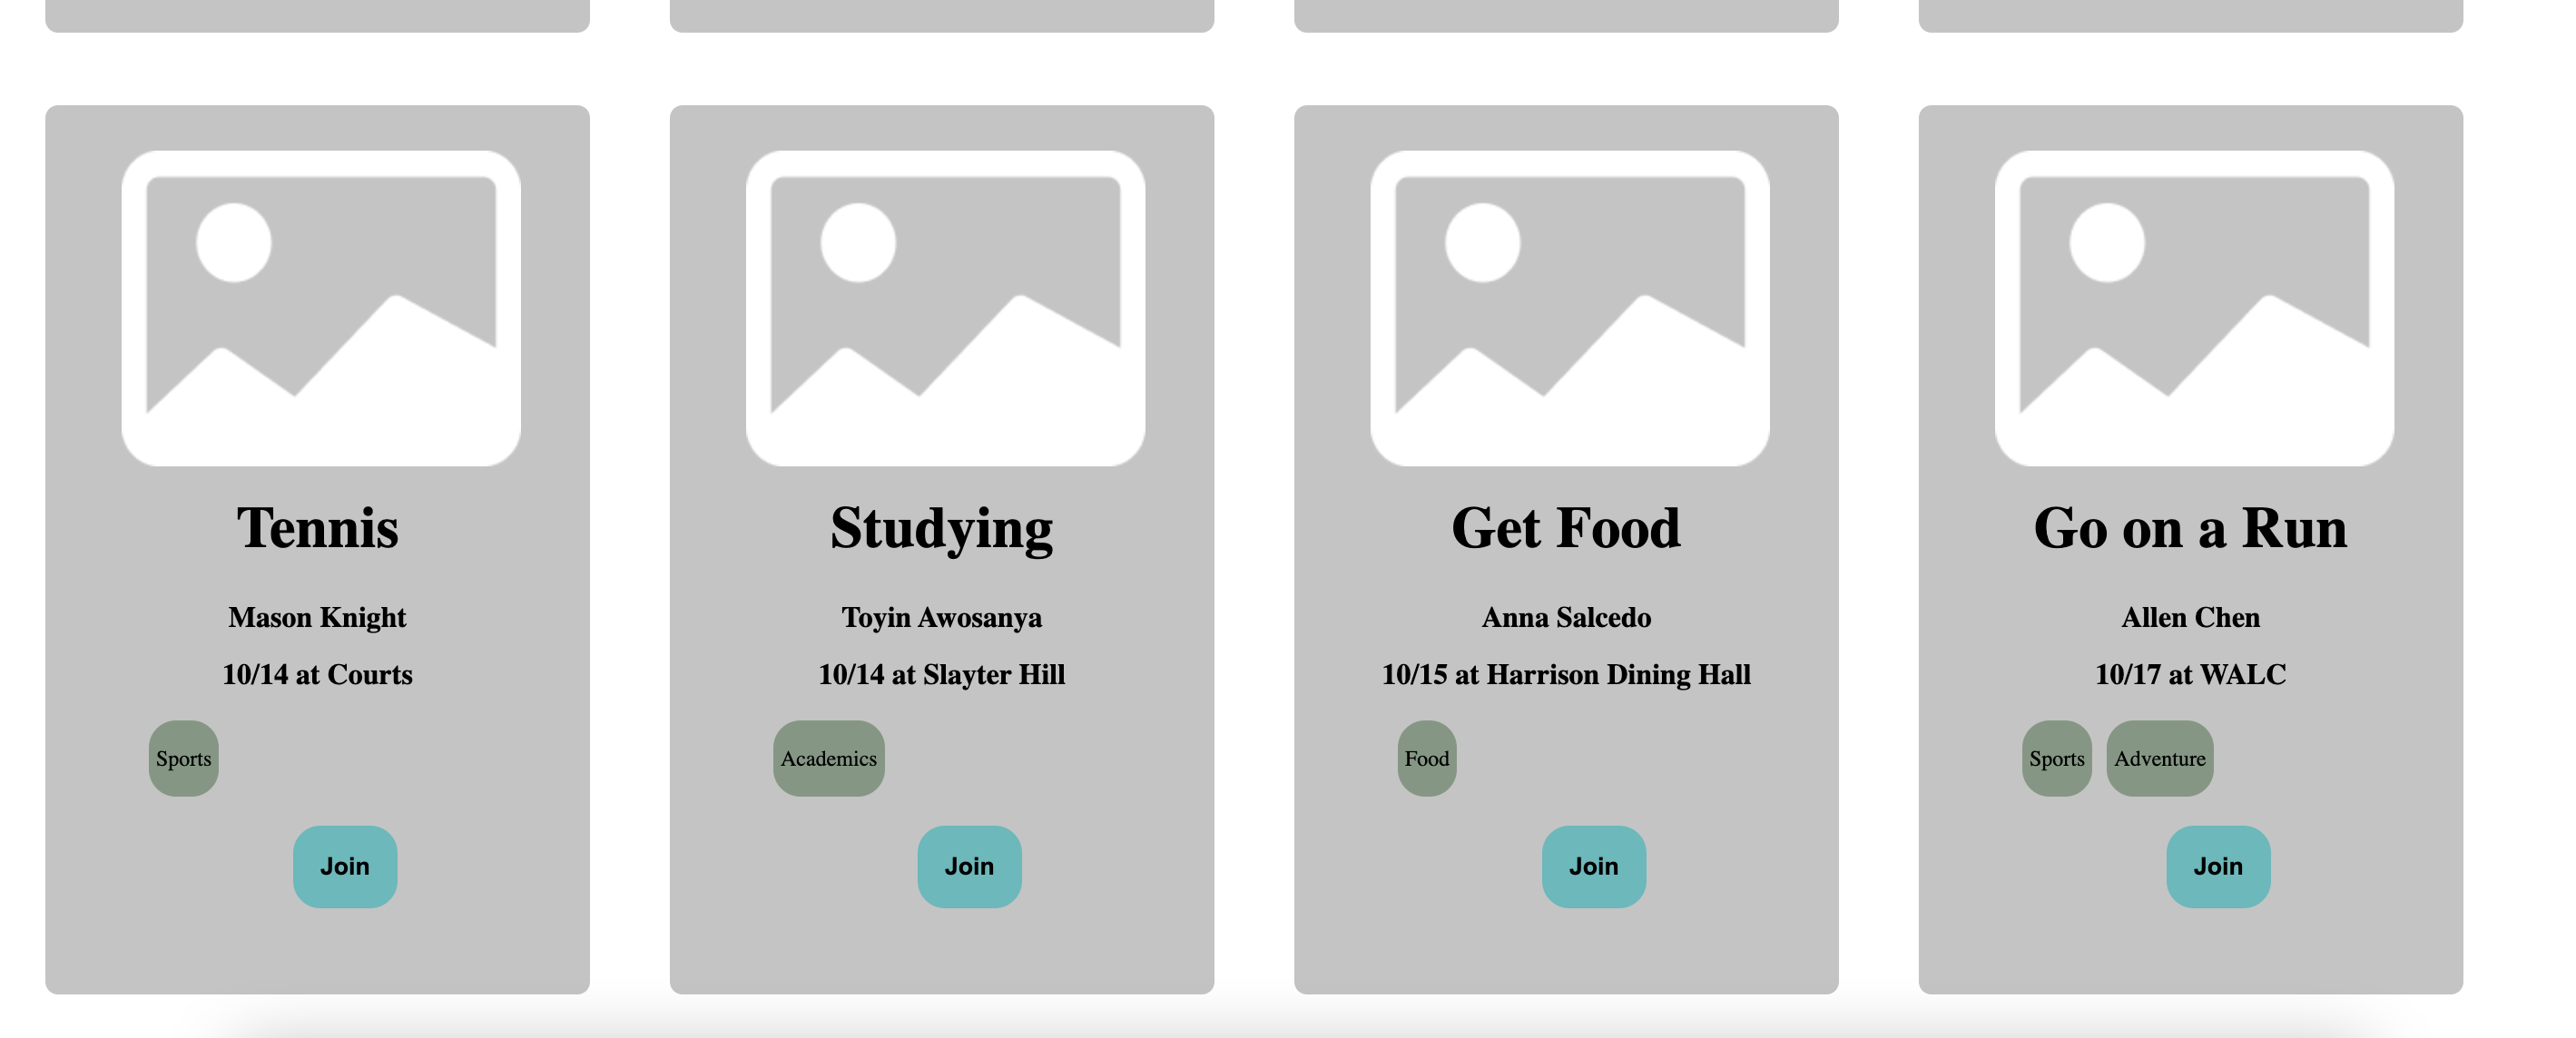 Tennis
Mason Knight
10/14 at Courts
Sports
Join
Studying
Toyin Awosanya
10/14 at Slayter Hill
Academics
Join
Get Food
Anna Salcedo
10/15 at Harrison Dining Hall
Food
Join
Go on a Run
Allen Chen
10/17 at WALC
Sports Adventure
Join